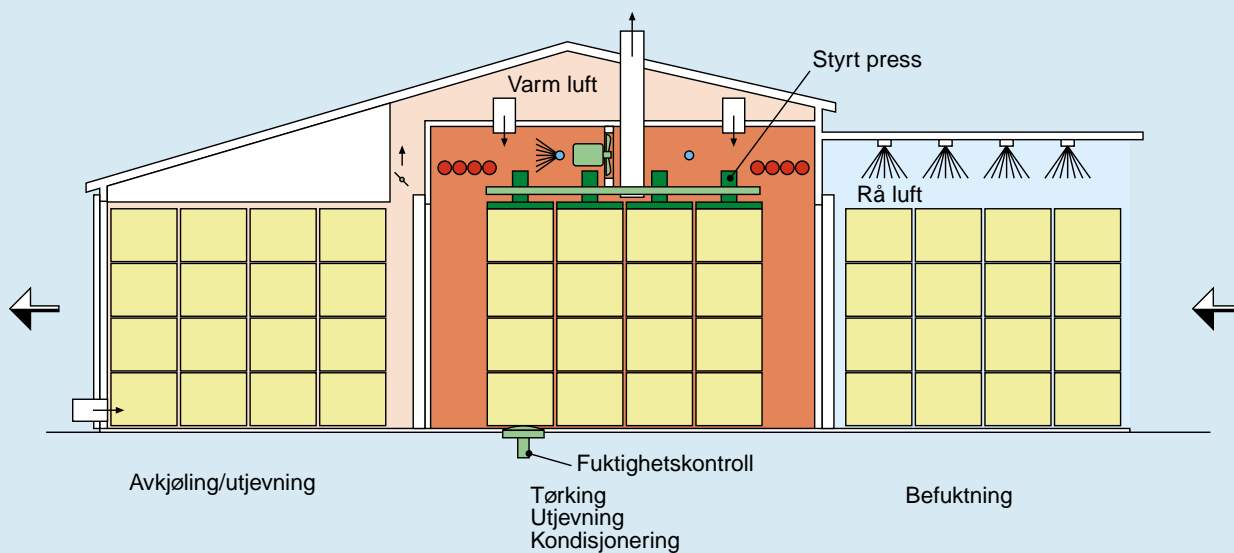 Styrt press
Varm luft
Rå luft
Fuktighetskontroll
Avkjøling/utjevning
Tørking
Utjevning
Kondisjonering
Befuktning